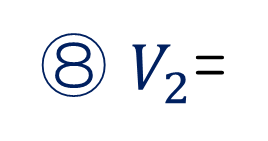 ⑧ V₂=